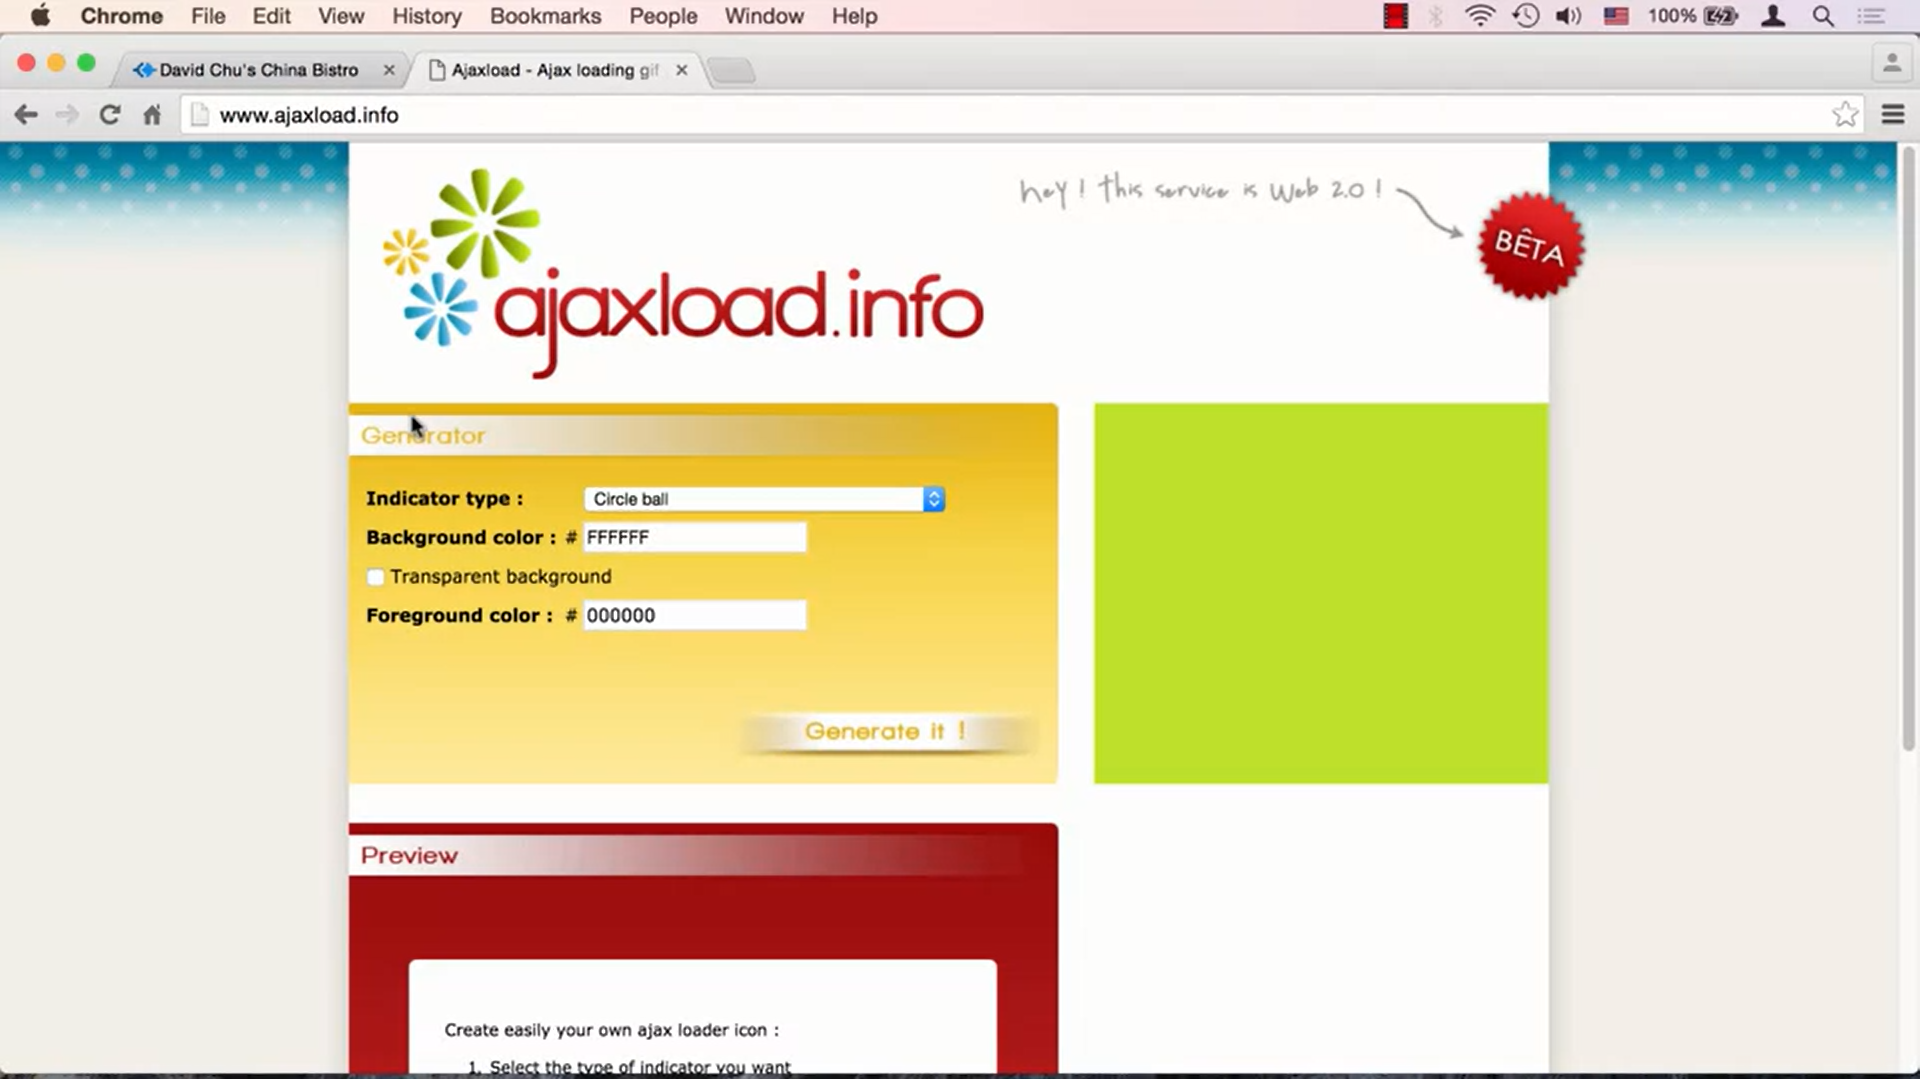 Chrome File Edit View History Bookmarks People Window Help 100%
David Chu's China Bistro Ajaxload - Ajax loading gif
www.ajaxload.info
hey ! this service is Web 2.0 !
BÊTA
ajaxload.info
Generator
Indicator type : Circle ball
Background color : # FFFFFF
Transparent background
Foreground color : # 000000
Generate it !
Preview
Create easily your own ajax loader icon :
1. Select the type of indicator you want